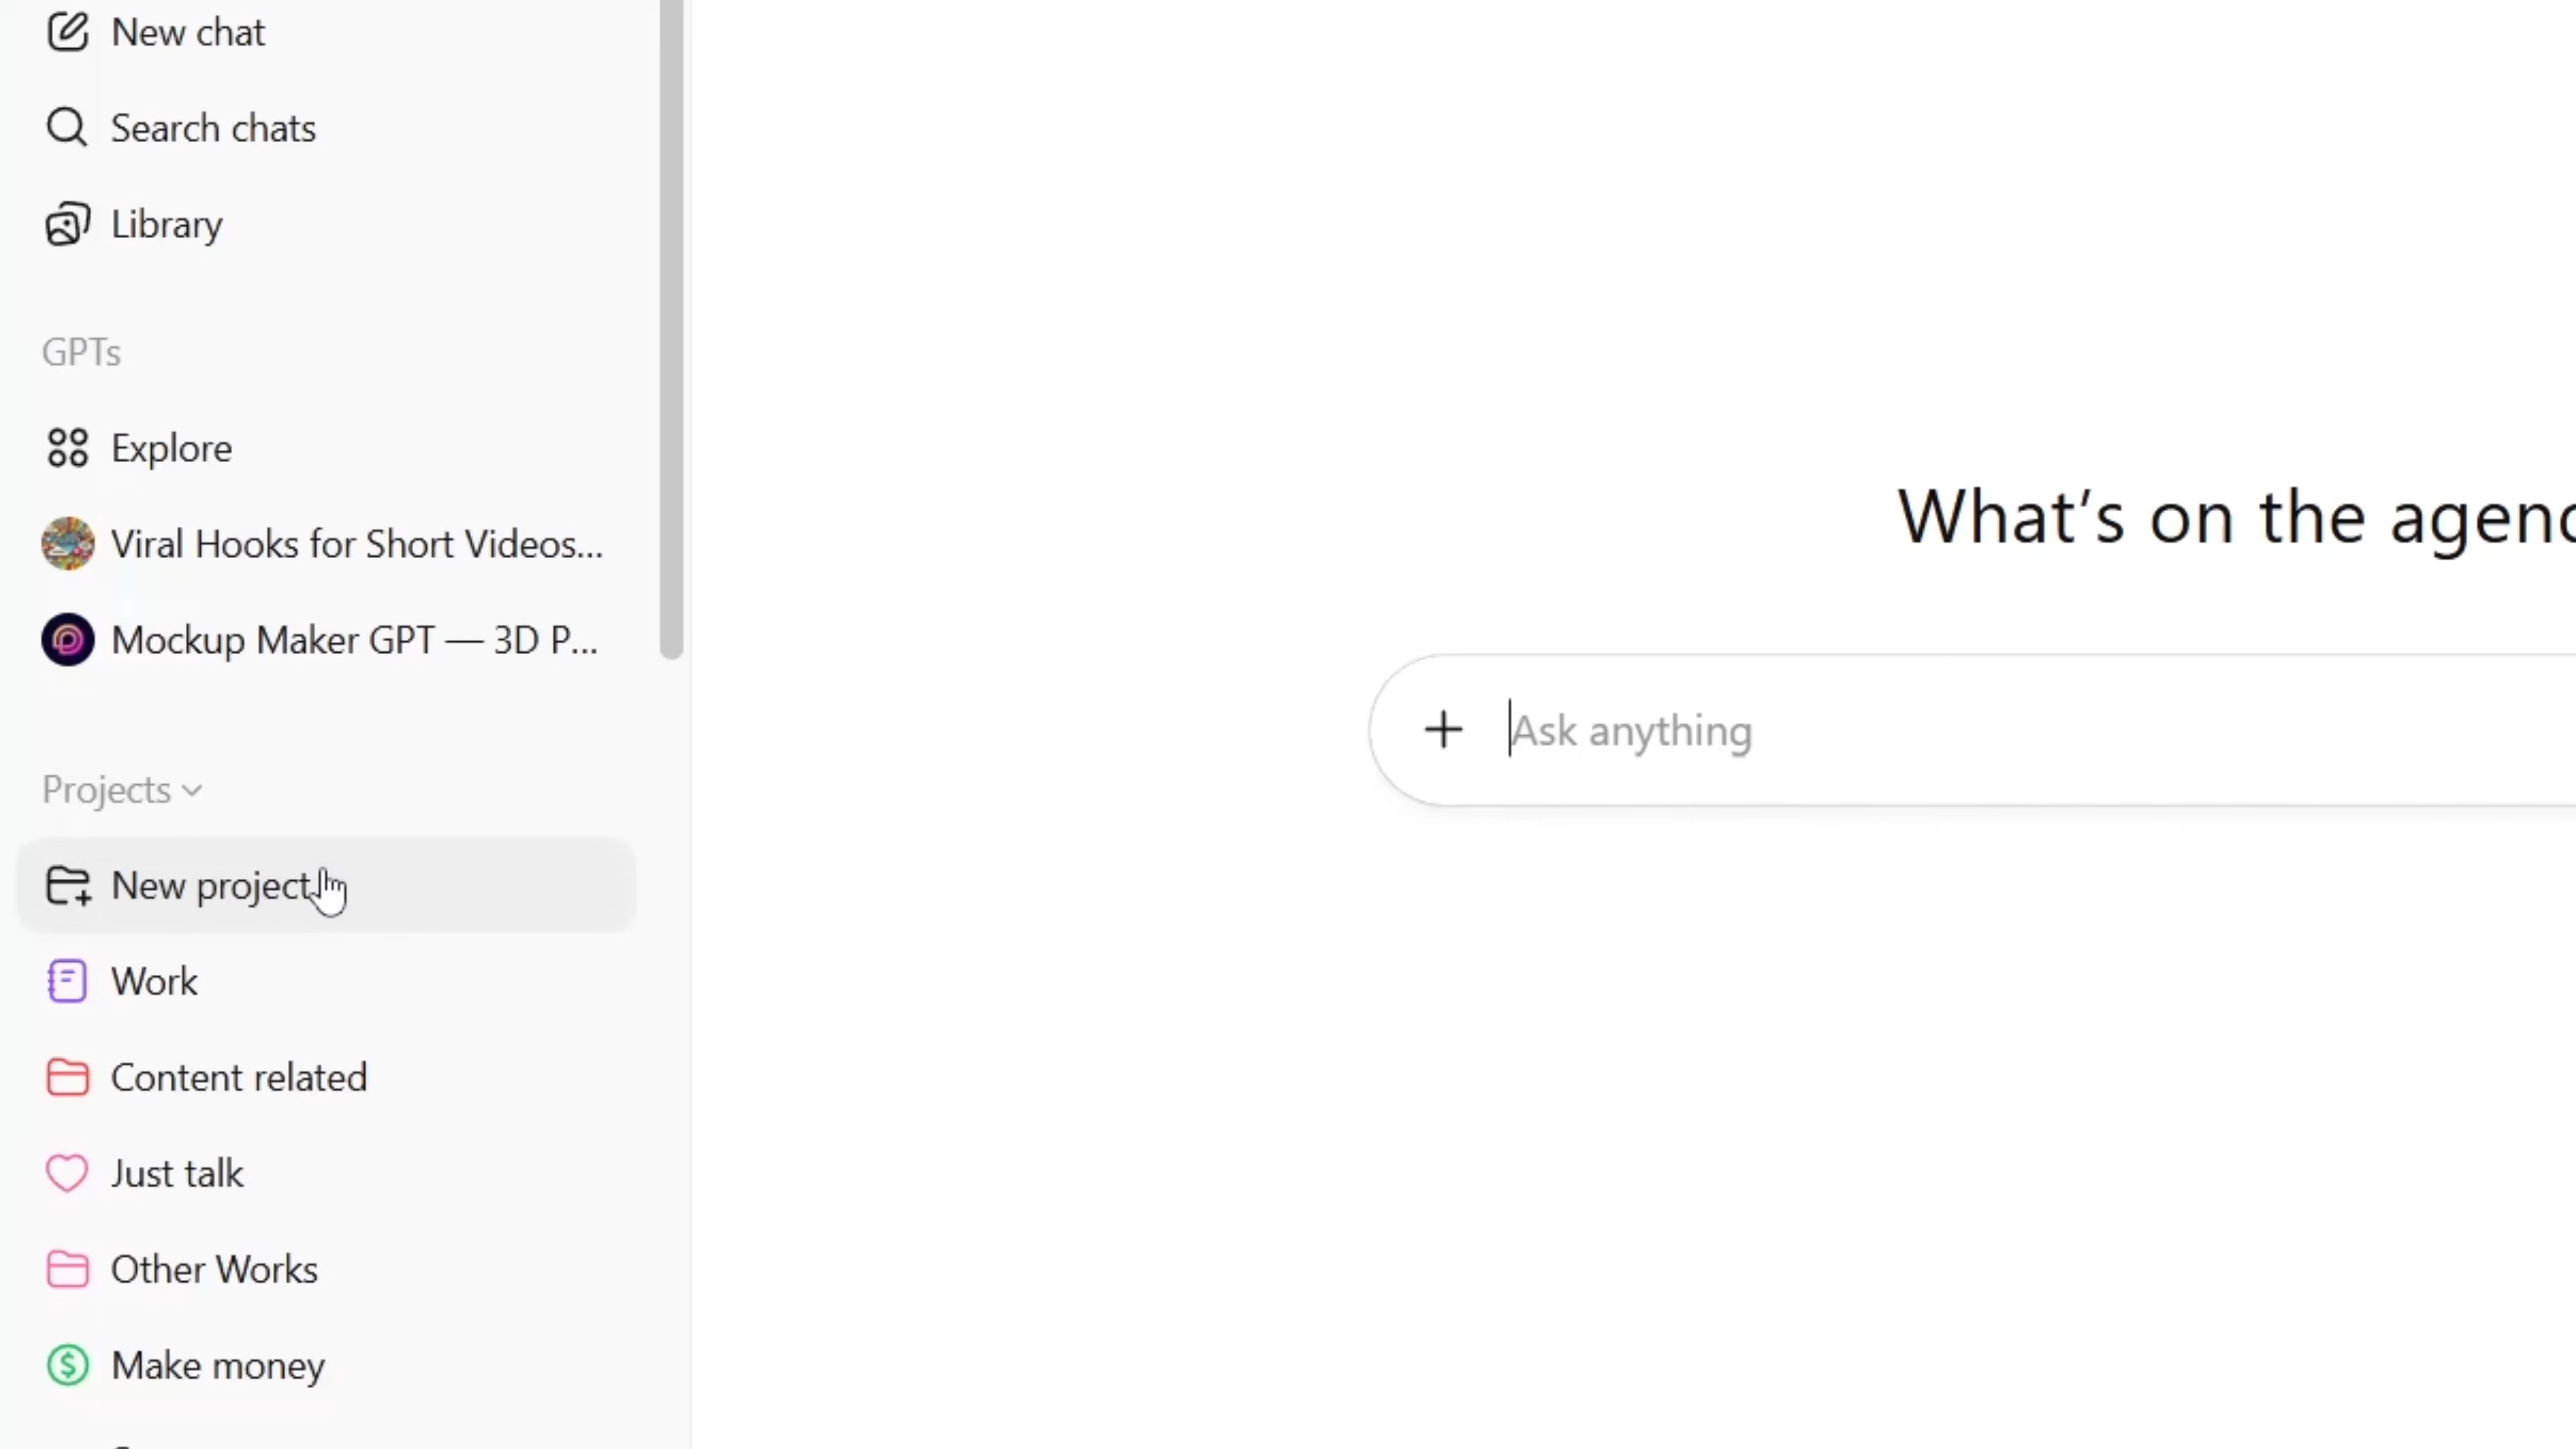 New chat
Search chats
Library
GPTs
Explore
Viral Hooks for Short Videos...
Mockup Maker GPT — 3D P...
Projects
New project
Work
Content related
Just talk
Other Works
Make money
What's on the agen
Ask anything